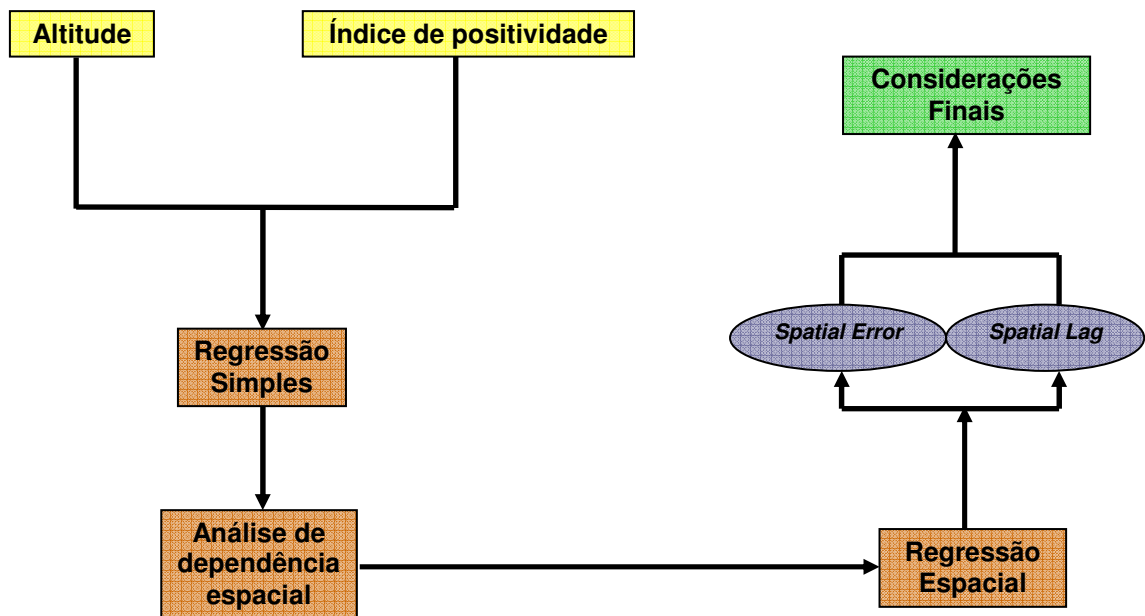 Altitude
Índice de positividade
Regressão
Simples
Análise de
dependência
espacial
Regressão
Espacial
Spatial Error
Spatial Lag
Considerações
Finais